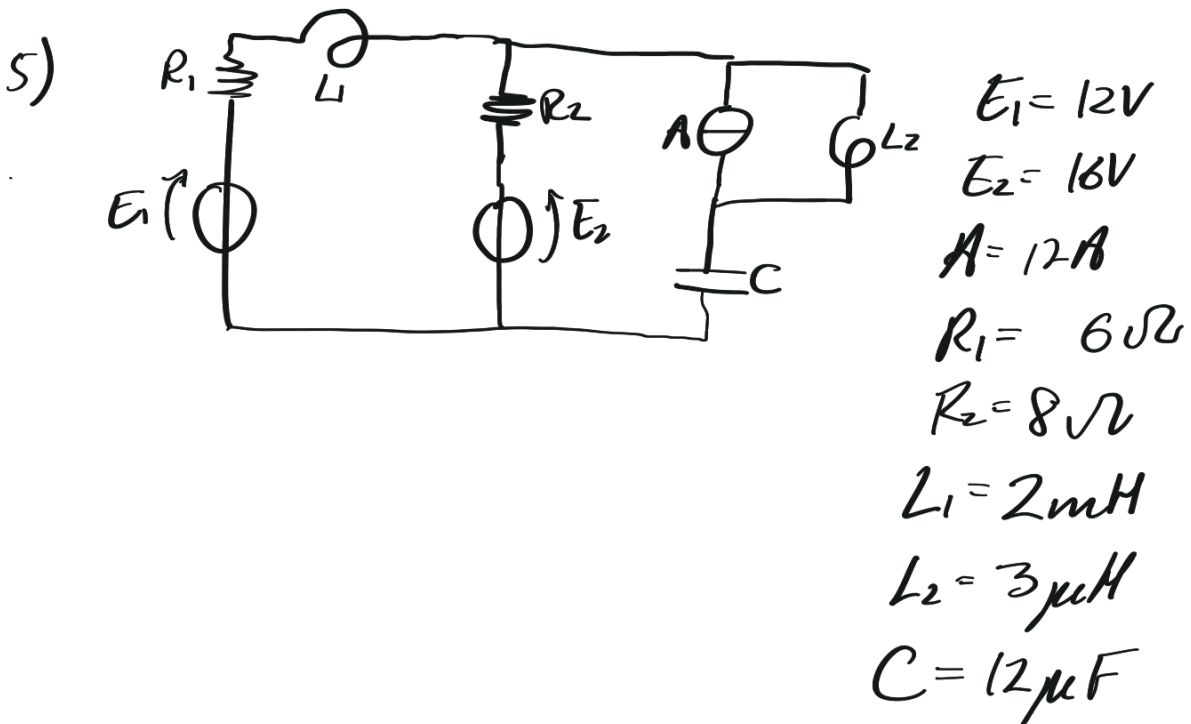 5)
R1
L1
R2
A
L2
E1
E2
C
E1 = 12V
E2 = 16V
A = 12A
R1 = 6Ω
R2 = 8Ω
L1 = 2mH
L2 = 3μH
C = 12μF